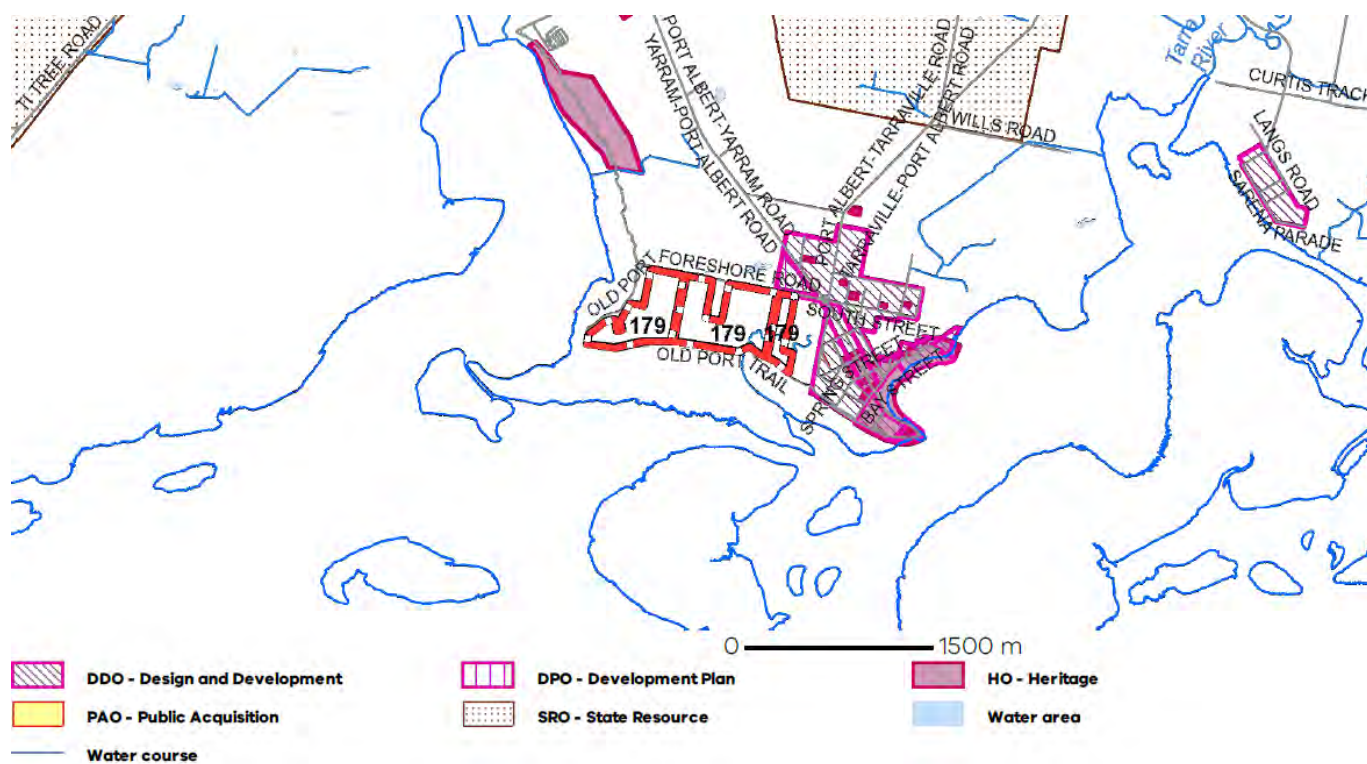 TI TREE ROAD
PORT ALBERT-YARRAM ROAD
YARRAM-PORT ALBERT ROAD
PORT ALBERT-TARRAVILLE ROAD
TARRAVILLE-PORT ALBERT ROAD
Tarra
River
CURTIS TRACK
WILLS ROAD
LANGS ROAD
SARENA PARADE
OLD PORT
FORESHORE ROAD
179
179
179
SOUTH STREET
OLD PORT TRAIL
SPRING STREET
BAY STREET
0 1500 m
DDO - Design and Development
DPO - Development Plan
HO - Heritage
PAO - Public Acquisition
SRO - State Resource
Water area
Water course